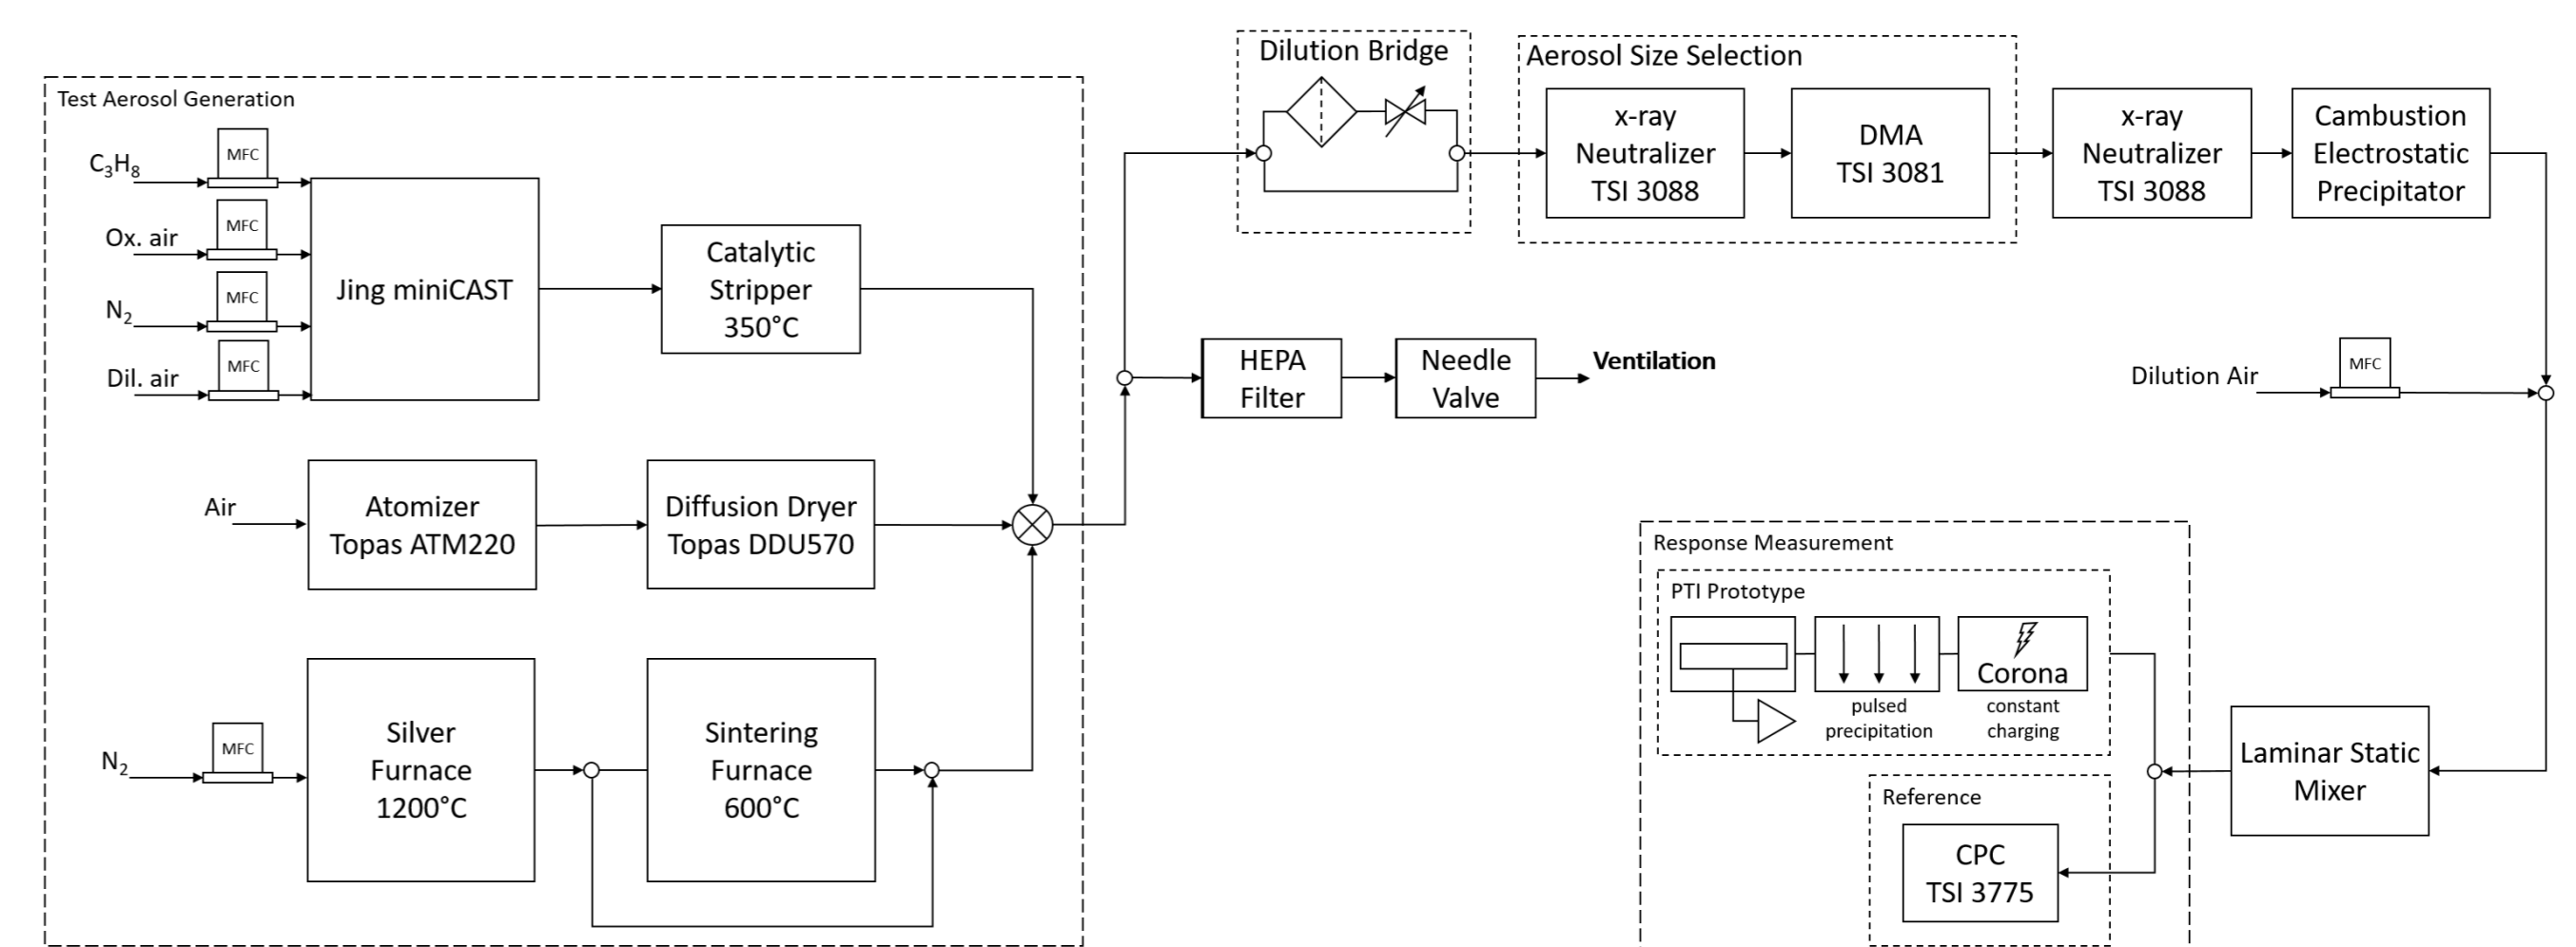 Test Aerosol Generation
C₃H₈
MFC
Ox. air
MFC
N₂
MFC
Dil. air
MFC
Jing miniCAST
Catalytic
Stripper
350°C
Air
Atomizer
Topas ATM220
Diffusion Dryer
Topas DDU570
N₂
MFC
Silver
Furnace
1200°C
Sintering
Furnace
600°C
Dilution Bridge
Aerosol Size Selection
x-ray
Neutralizer
TSI 3088
DMA
TSI 3081
x-ray
Neutralizer
TSI 3088
Cambustion
Electrostatic
Precipitator
HEPA
Filter
Needle
Valve
Ventilation
Dilution Air
MFC
Laminar Static
Mixer
Response Measurement
PTI Prototype
Corona
pulsed
precipitation
constant
charging
Reference
CPC
TSI 3775